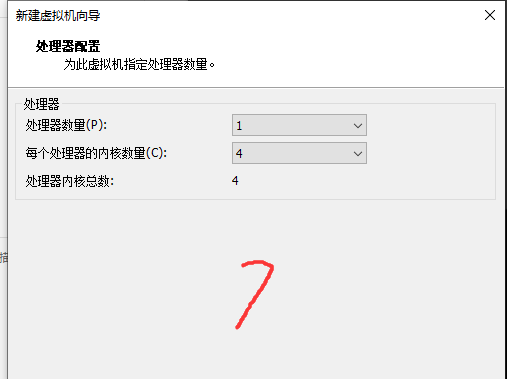 新建虚拟机向导
处理器配置
为此虚拟机指定处理器数量。
处理器
处理器数量(P): 1
每个处理器的内核数量(C): 4
处理器内核总数: 4
7